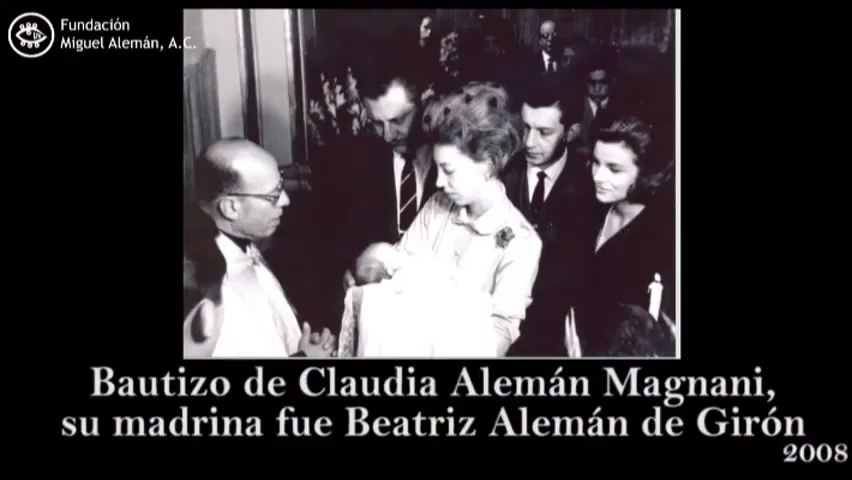 Fundación
Miguel Alemán, A.C.
Bautizo de Claudia Alemán Magnani,
su madrina fue Beatriz Alemán de Girón
2008